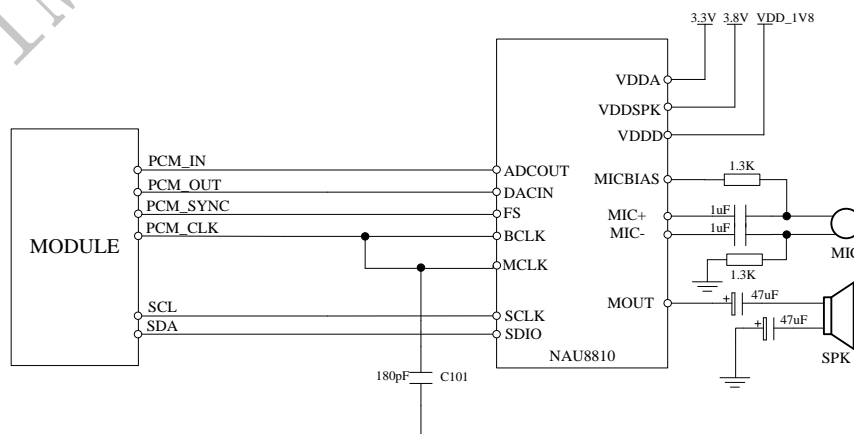 3.3V 3.8V VDD_1V8
VDDA
VDDSPK
VDDD
PCM_IN
ADCOUT
MICBIAS
1.3K
PCM_OUT
DACIN
PCM_SYNC
FS
MIC+
1uF
PCM_CLK
BCLK
MIC-
1uF
MODULE
MIC
MCLK
1.3K
MOUT
+
47uF
SCL
SCLK
+
47uF
SDA
SDIO
NAU8810
SPK
180pF
C101